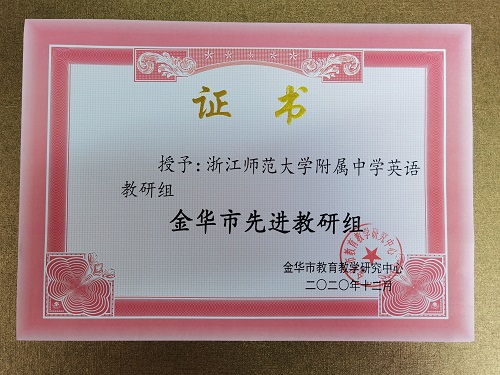 证 书
授予：浙江师范大学附属中学英语
教研组
金华市先进教研组
金华市教育教学研究中心
二〇二〇年十二月